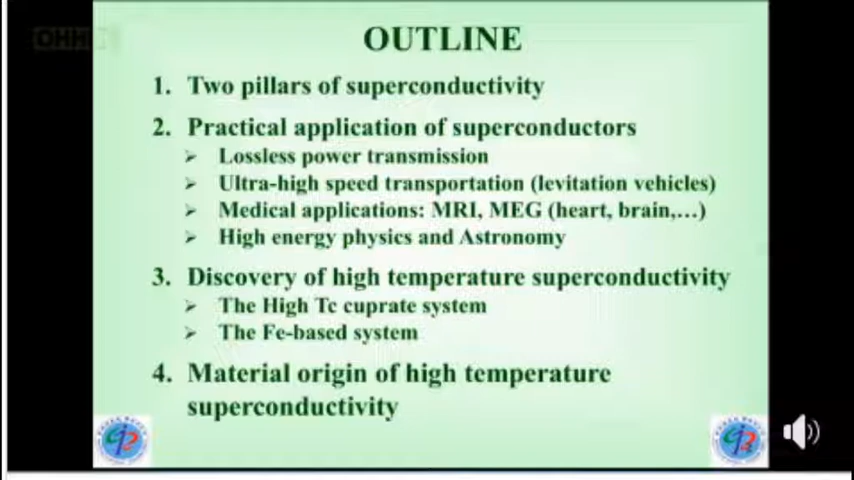 OUTLINE
1. Two pillars of superconductivity
2. Practical application of superconductors
➢ Lossless power transmission
➢ Ultra-high speed transportation (levitation vehicles)
➢ Medical applications: MRI, MEG (heart, brain,...)
➢ High energy physics and Astronomy
3. Discovery of high temperature superconductivity
➢ The High Tc cuprate system
➢ The Fe-based system
4. Material origin of high temperature
superconductivity